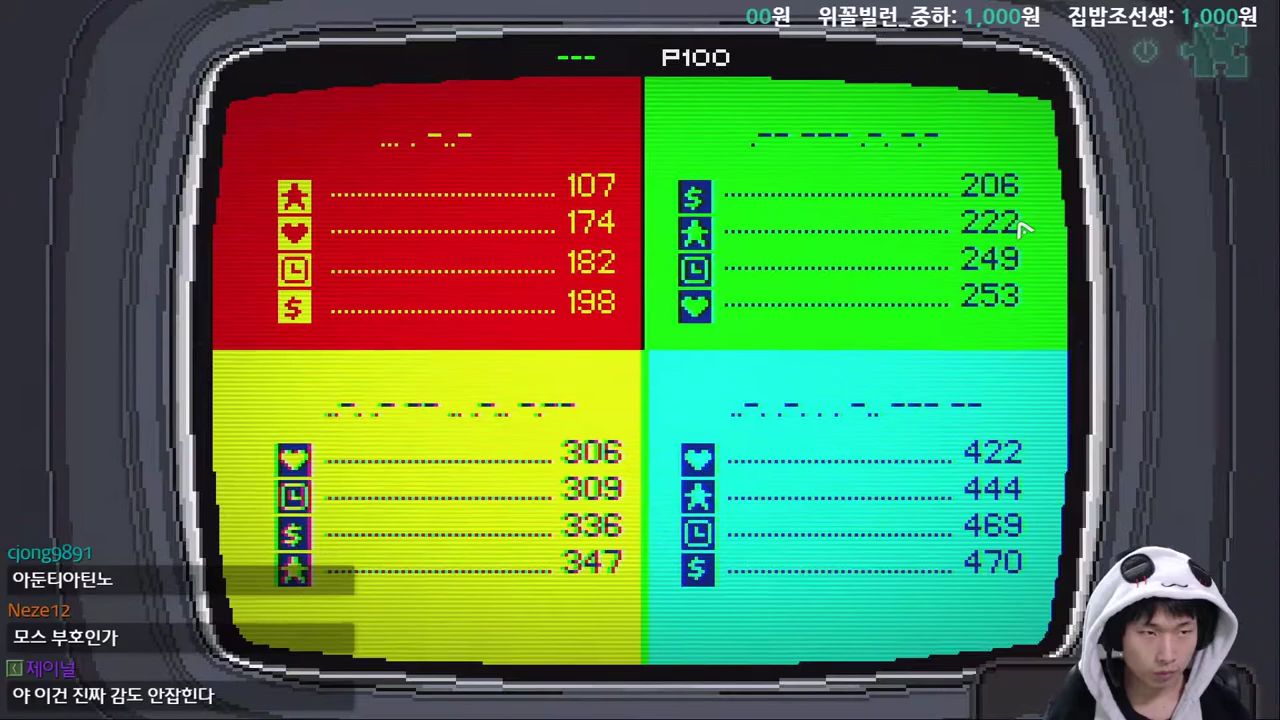 00원 위꼴빌런_중하: 1,000원 집밥조선생: 1,000원
--- P100
... . -..-
107
174
182
198
.-- --- .-. -.-
206
222
249
253
..-. .- -- .. .-.. -.--
306
309
336
347
..-. .-. . . -.. --- --
422
444
469
470
cjong9891
아둔티아틴노
Neze12
모스 부호인가
제이널
야 이건 진짜 감도 안잡힌다